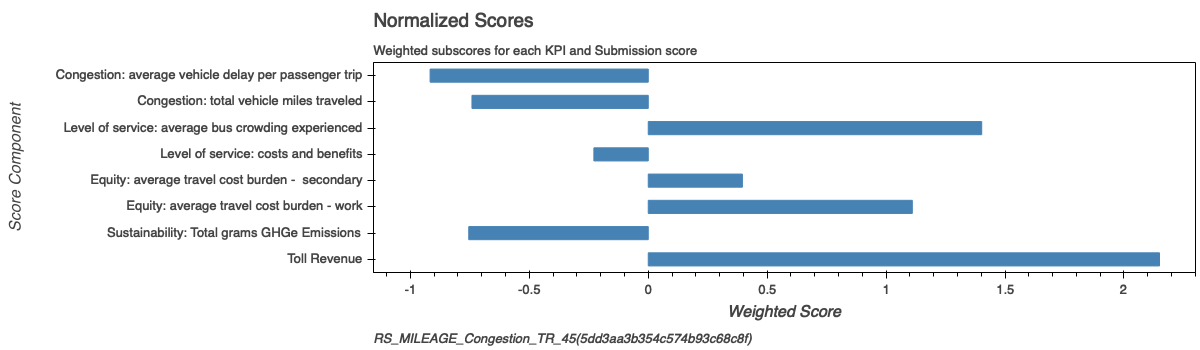 Normalized Scores
Weighted subscores for each KPI and Submission score
Score Component
Congestion: average vehicle delay per passenger trip
Congestion: total vehicle miles traveled
Level of service: average bus crowding experienced
Level of service: costs and benefits
Equity: average travel cost burden -  secondary
Equity: average travel cost burden - work
Sustainability: Total grams GHGe Emissions
Toll Revenue
-1 -0.5 0 0.5 1 1.5 2
Weighted Score
RS_MILEAGE_Congestion_TR_45(5dd3aa3b354c574b93c68c8f)